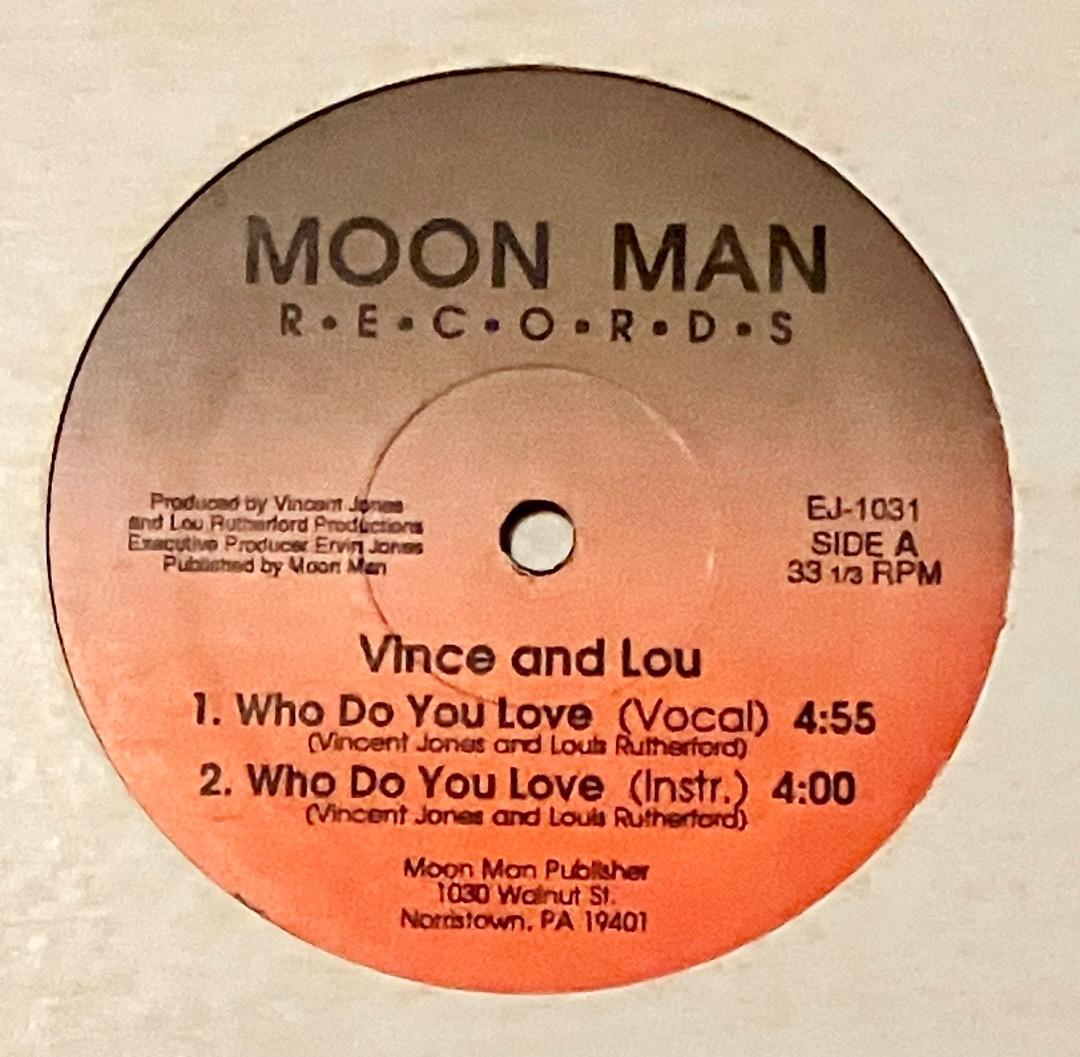 MOON MAN
R•E•C•O•R•D•S
Produced by Vincent Jones
and Lou Rutherford Productions
Executive Producer Ervin Jones
Published by Moon Man
EJ-1031
SIDE A
33 1/3 RPM
Vince and Lou
1. Who Do You Love (Vocal) 4:55
(Vincent Jones and Louis Rutherford)
2. Who Do You Love (Instr.) 4:00
(Vincent Jones and Louis Rutherford)
Moon Man Publisher
1030 Walnut St.
Norristown, PA 19401